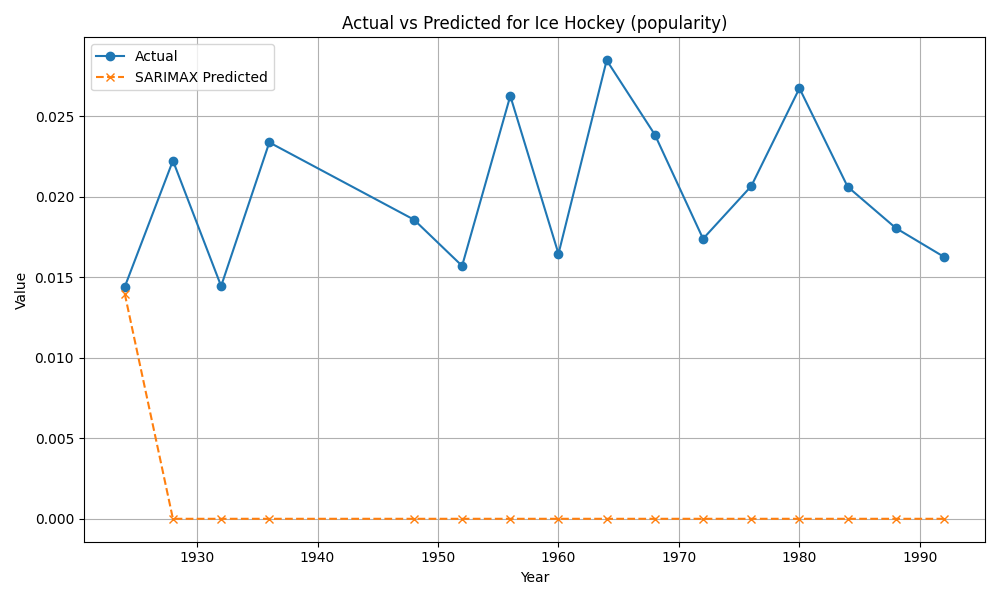 Actual vs Predicted for Ice Hockey (popularity)
Actual
SARIMAX Predicted
Value
0.025
0.020
0.015
0.010
0.005
0.000
1930 1940 1950 1960 1970 1980 1990
Year